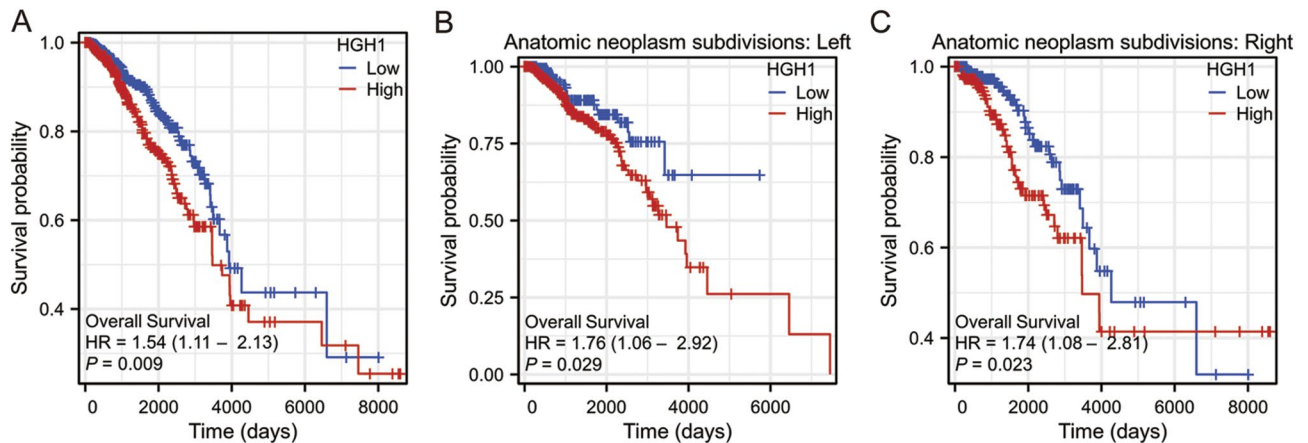 A
HGH1
Low
High
1.0
0.8
0.6
0.4
Survival probability
Overall Survival
HR = 1.54 (1.11 – 2.13)
P = 0.009
0
2000
4000
6000
8000
Time (days)
B
Anatomic neoplasm subdivisions: Left
HGH1
Low
High
1.00
0.75
0.50
0.25
0.00
Survival probability
Overall Survival
HR = 1.76 (1.06 – 2.92)
P = 0.029
0
2000
4000
6000
Time (days)
C
Anatomic neoplasm subdivisions: Right
HGH1
Low
High
1.0
0.8
0.6
0.4
Survival probability
Overall Survival
HR = 1.74 (1.08 – 2.81)
P = 0.023
0
2000
4000
6000
8000
Time (days)